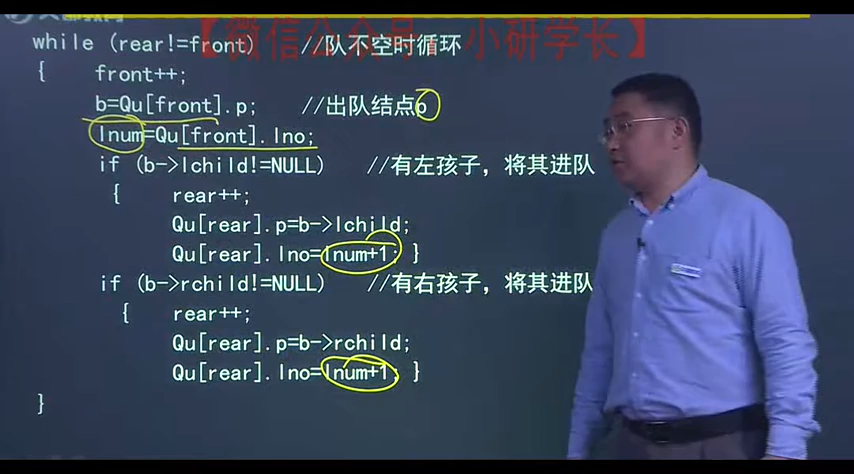 【微信公众号 小研学长】
while (rear!=front) //队不空时循环
{ front++;
b=Qu[front].p; //出队结点b
lnum=Qu[front].lno;
if (b->lchild!=NULL) //有左孩子，将其进队
{ rear++;
Qu[rear].p=b->lchild;
Qu[rear].lno=lnum+1; }
if (b->rchild!=NULL) //有右孩子，将其进队
{ rear++;
Qu[rear].p=b->rchild;
Qu[rear].lno=lnum+1; }
}